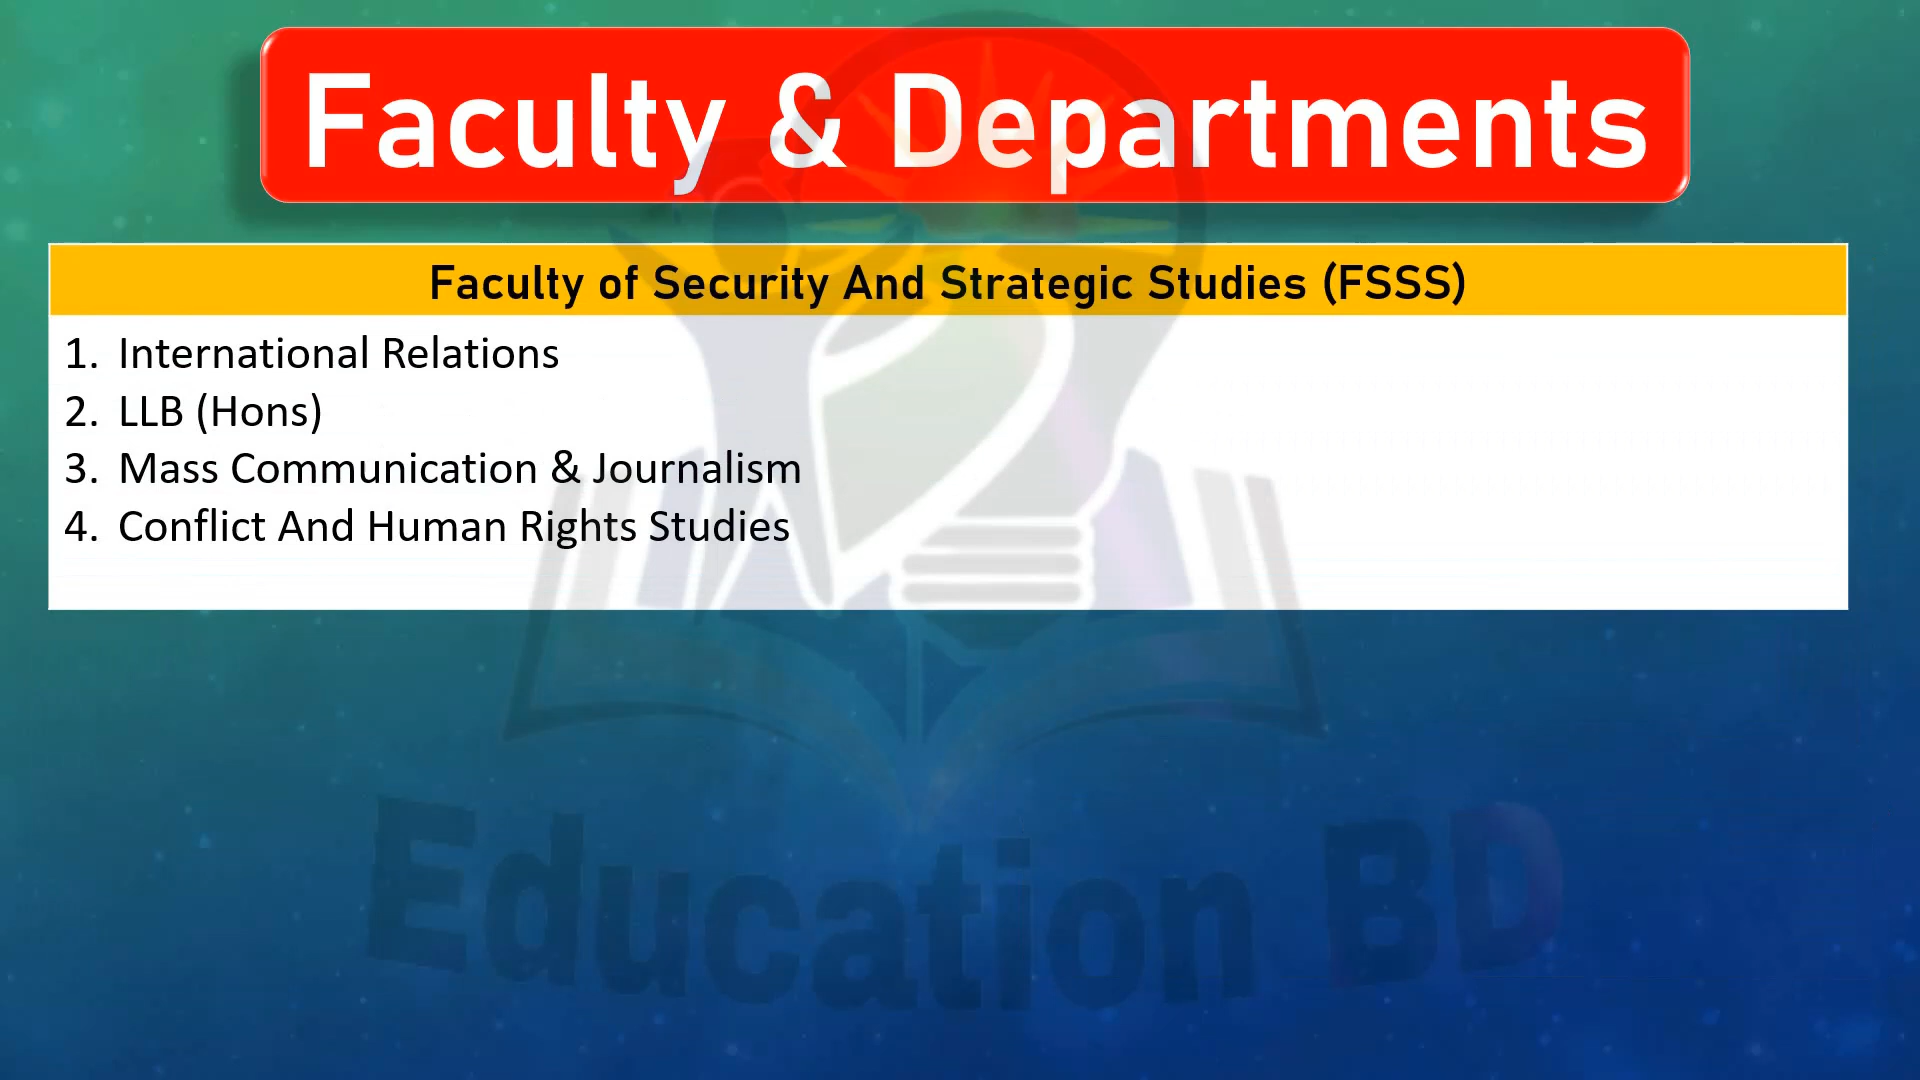 Faculty & Departments
Faculty of Security And Strategic Studies (FSSS)
1. International Relations
2. LLB (Hons)
3. Mass Communication & Journalism
4. Conflict And Human Rights Studies
Education BD